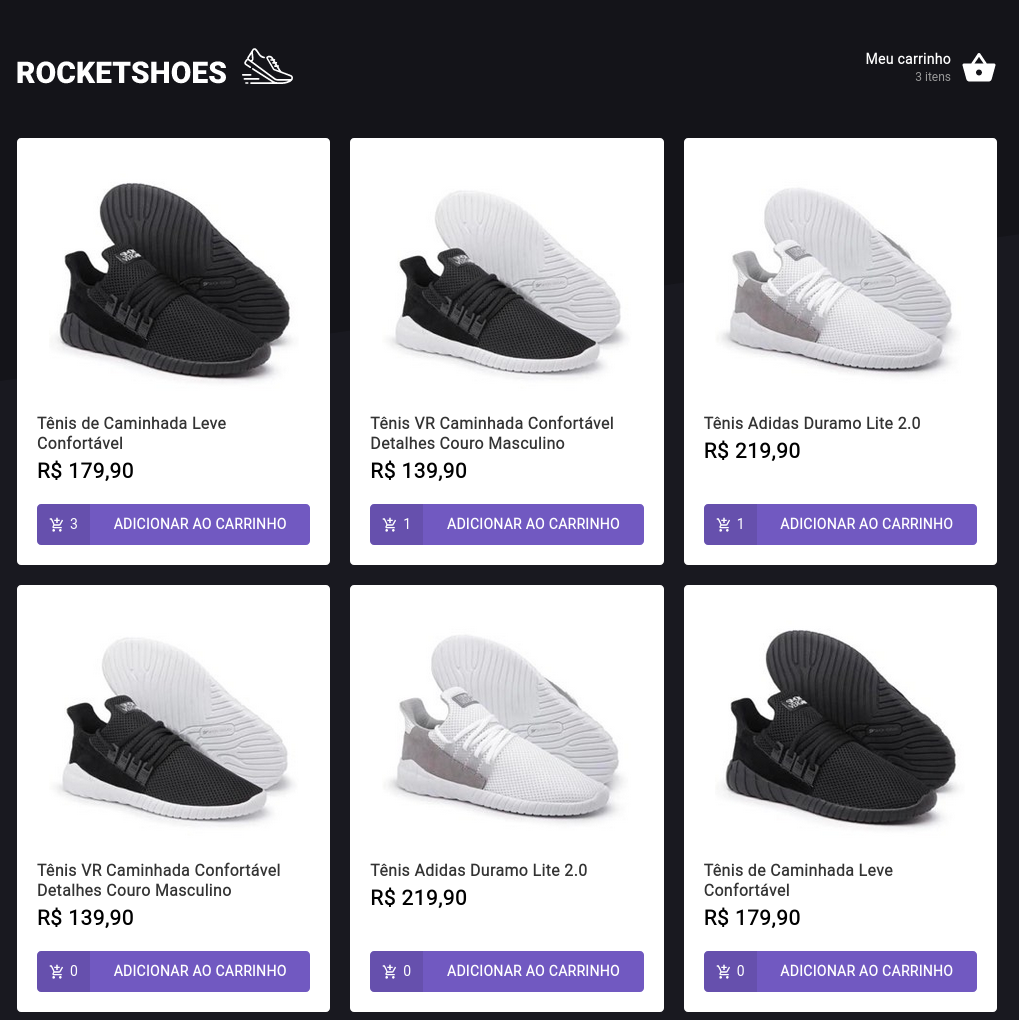 ROCKETSHOES
Meu carrinho
3 itens
Tênis de Caminhada Leve
Confortável
R$ 179,90
3 ADICIONAR AO CARRINHO
Tênis VR Caminhada Confortável
Detalhes Couro Masculino
R$ 139,90
1 ADICIONAR AO CARRINHO
Tênis Adidas Duramo Lite 2.0
R$ 219,90
1 ADICIONAR AO CARRINHO
Tênis VR Caminhada Confortável
Detalhes Couro Masculino
R$ 139,90
0 ADICIONAR AO CARRINHO
Tênis Adidas Duramo Lite 2.0
R$ 219,90
0 ADICIONAR AO CARRINHO
Tênis de Caminhada Leve
Confortável
R$ 179,90
0 ADICIONAR AO CARRINHO